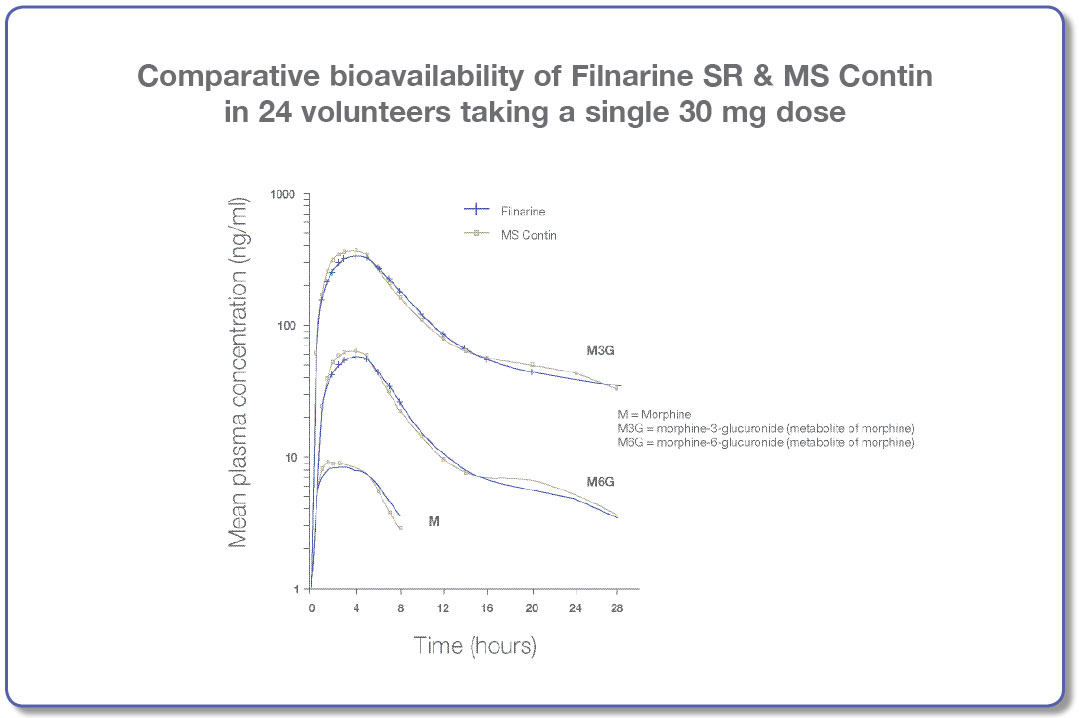 Comparative bioavailability of Filnarine SR & MS Contin
in 24 volunteers taking a single 30 mg dose
Mean plasma concentration (ng/ml)
1000
100
10
1
Filnarine
MS Contin
M3G
M = Morphine
M3G = morphine-3-glucuronide (metabolite of morphine)
M6G = morphine-6-glucuronide (metabolite of morphine)
M6G
M
0 4 8 12 16 20 24 28
Time (hours)